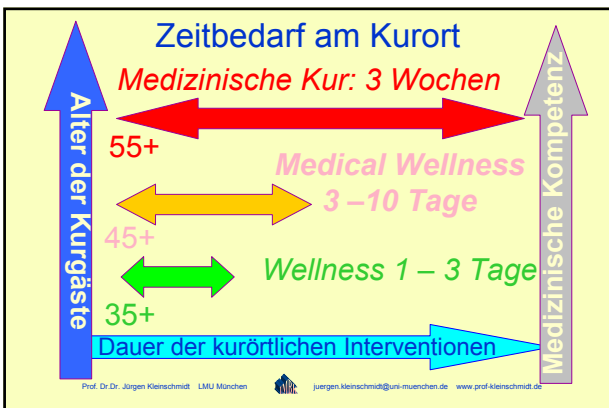 Zeitbedarf am Kurort
Medizinische Kur: 3 Wochen
Alter der Kurgäste
Medizinische Kompetenz
55+
Medical Wellness
3 –10 Tage
45+
Wellness 1 – 3 Tage
35+
Dauer der kurörtlichen Interventionen
Prof. Dr.Dr. Jürgen Kleinschmidt LMU München juergen.kleinschmidt@uni-muenchen.de www.prof-kleinschmidt.de